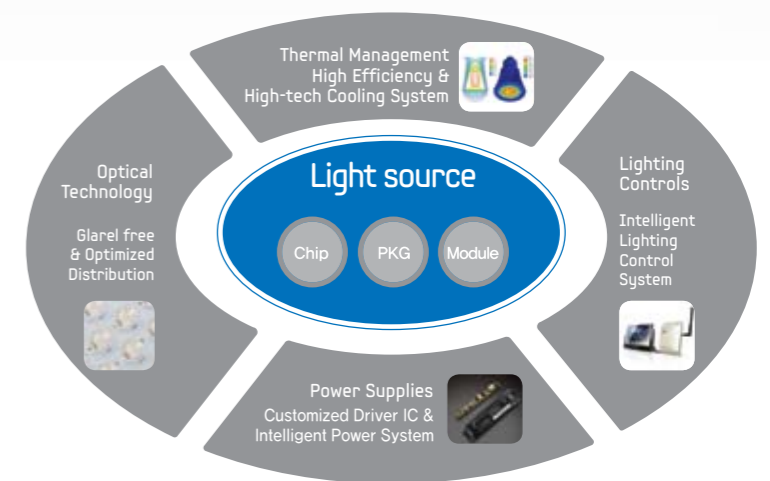 Thermal Management
High Efficiency &
High-tech Cooling System
Optical
Technology
Glarel free
& Optimized
Distribution
Light source
Chip
PKG
Module
Lighting
Controls
Intelligent
Lighting
Control
System
Power Supplies
Customized Driver IC &
Intelligent Power System